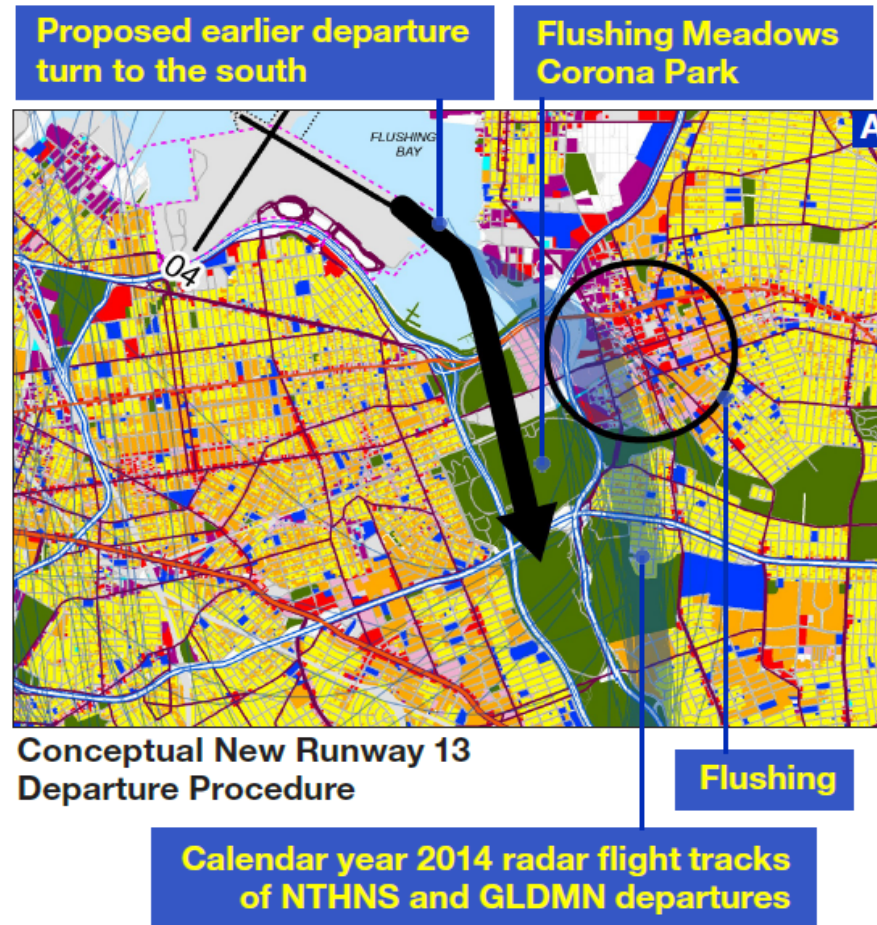 Proposed earlier departure
turn to the south
Flushing Meadows
Corona Park
A
FLUSHING
BAY
04
Conceptual New Runway 13
Departure Procedure
Flushing
Calendar year 2014 radar flight tracks
of NTHNS and GLDMN departures